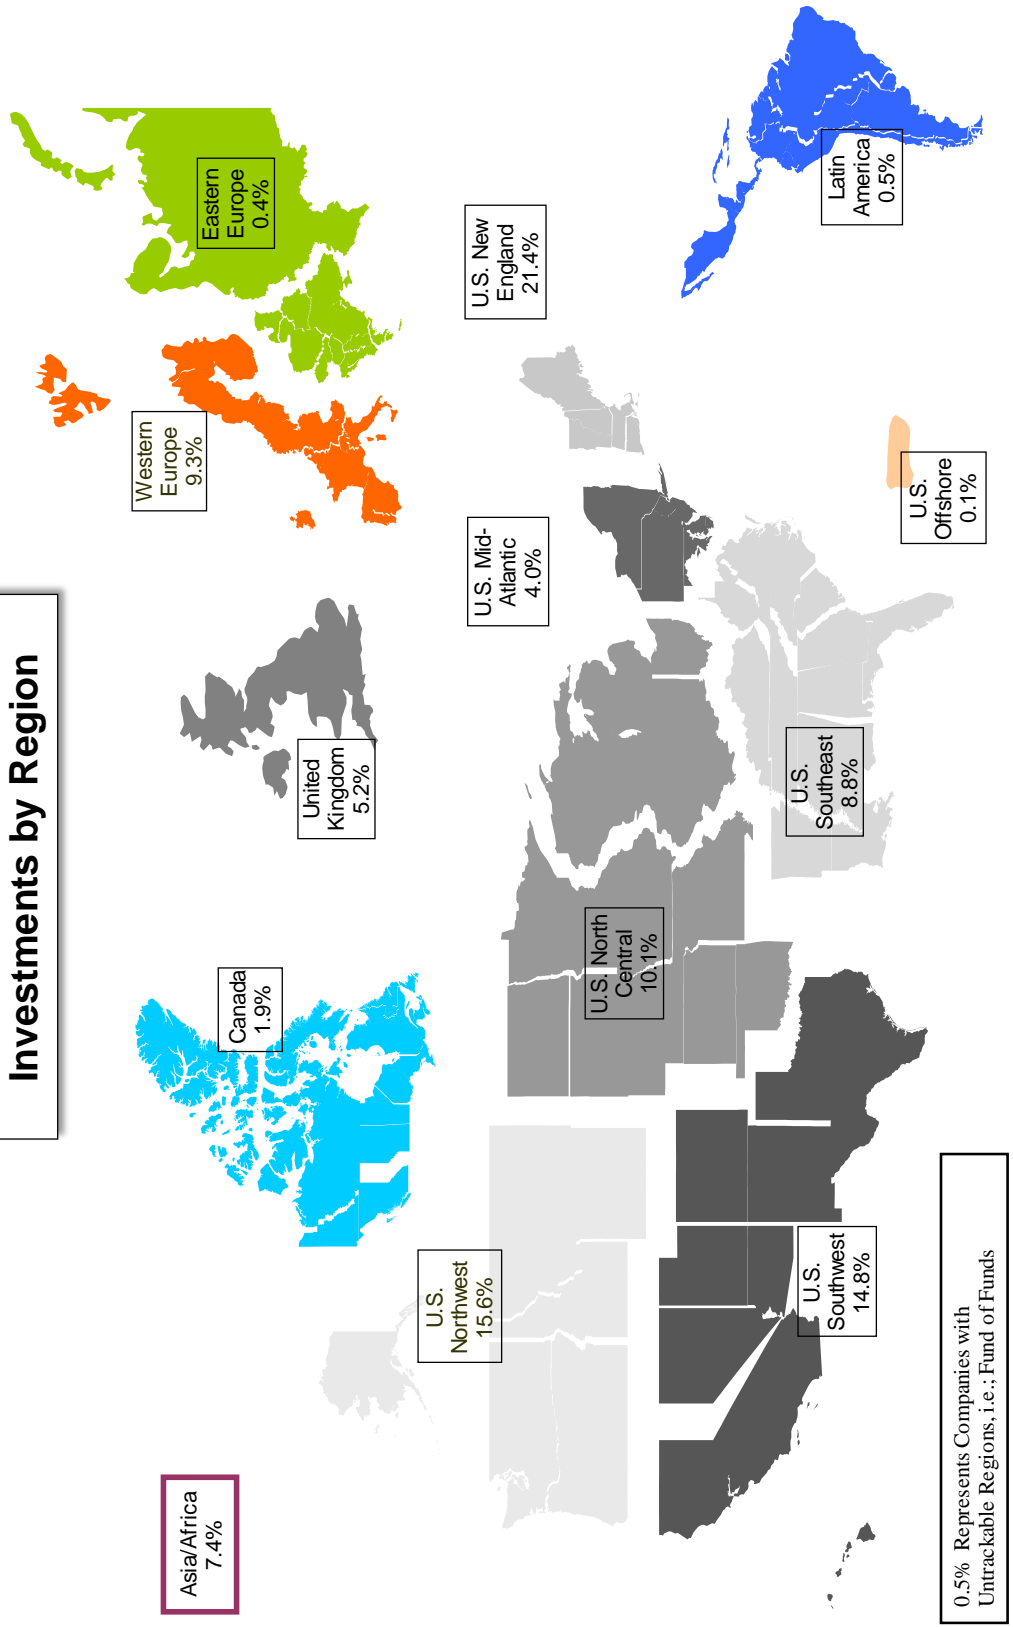 Investments by Region
Asia/Africa
7.4%
Canada
1.9%
United
Kingdom
5.2%
Western
Europe
9.3%
Eastern
Europe
0.4%
U.S.
Northwest
15.6%
U.S. North
Central
10.1%
U.S. Mid-
Atlantic
4.0%
U.S. New
England
21.4%
U.S.
Southwest
14.8%
U.S.
Southeast
8.8%
U.S.
Offshore
0.1%
Latin
America
0.5%
0.5% Represents Companies with
Untrackable Regions, i.e.; Fund of Funds